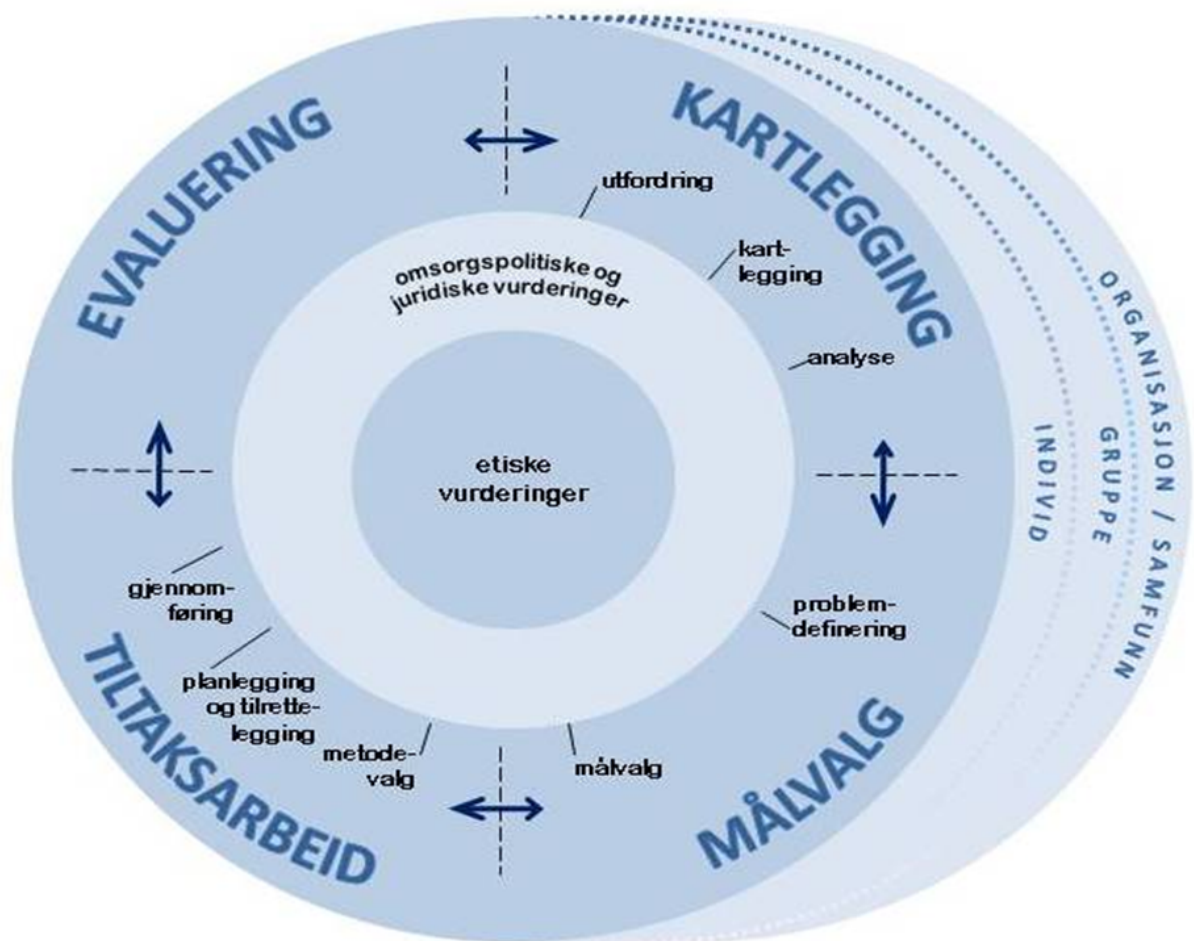 EVALUERING
KARTLEGGING
utfordring
kart-
legging
analyse
omsorgspolitiske og
juridiske vurderinger
etiske
vurderinger
INDIVID
GRUPPE
ORGANISASJON / SAMFUNN
problem-
definering
MÅLVALG
målvalg
metode-
valg
planlegging
og tilrette-
legging
gjennom-
føring
TILTAKSARBEID